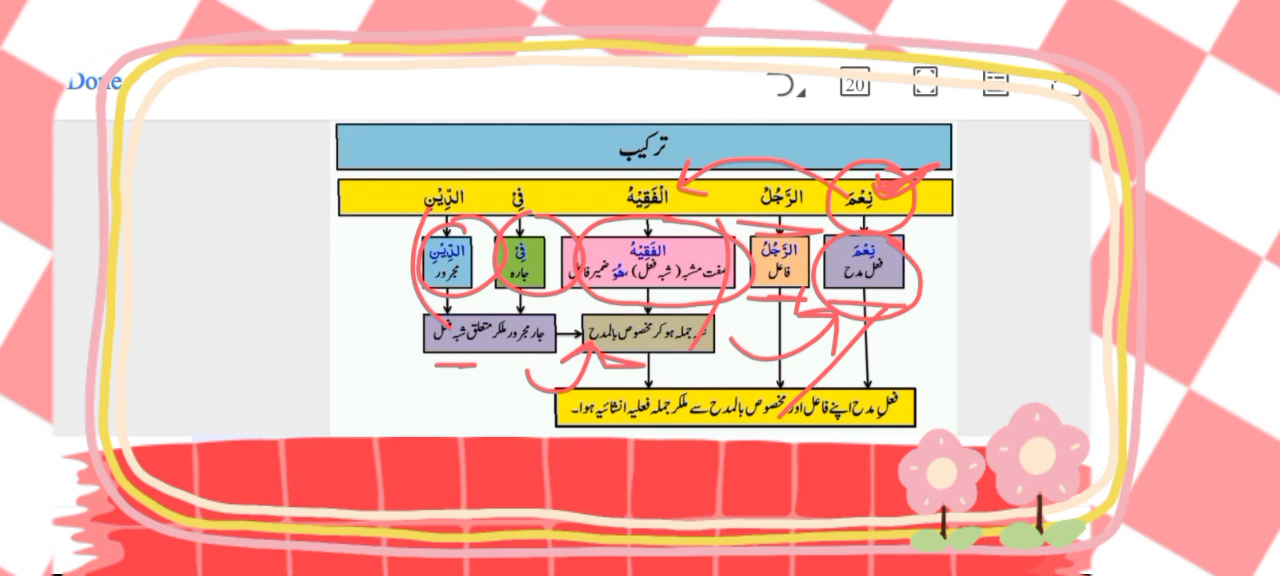 Done
20
ترکیب
نِعْمَ الرَّجُلُ الْفَقِيْهُ فِیْ الدِّيْنِ
نِعْمَ
فعل مدح
الرَّجُلُ
فاعل
الفَقِيْهُ
صفت مشبہ (شبہ فعل)، هُوَ ضمیر فاعل
فِیْ
جارہ
الدِّيْنِ
مجرور
جملہ ہو کر مخصوص بالمدح
جار مجرور ملکر متعلق شبہ فعل
فعلِ مدح اپنے فاعل اور مخصوص بالمدح سے ملکر جملہ فعلیہ انشائیہ ہوا۔